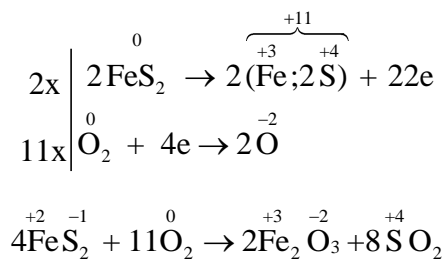 +11
0 +3 +4
2x 2FeS₂ → 2(Fe;2S) + 22e
0 −2
11x O₂ + 4e → 2O
+2 −1 0 +3 −2 +4
4FeS₂ + 11O₂ → 2Fe₂O₃ + 8SO₂